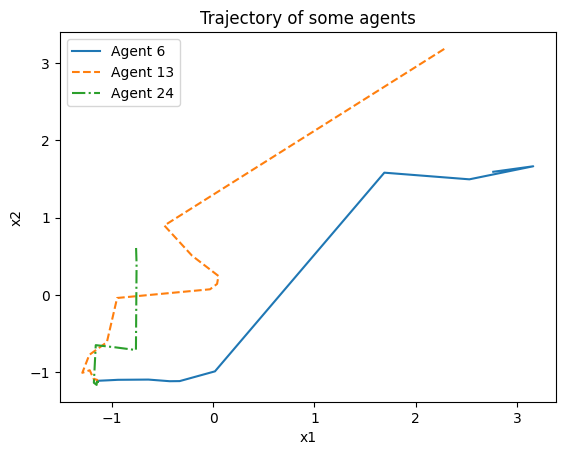 Trajectory of some agents
Agent 6
Agent 13
Agent 24
x2
3
2
1
0
−1
−1
0
1
2
3
x1